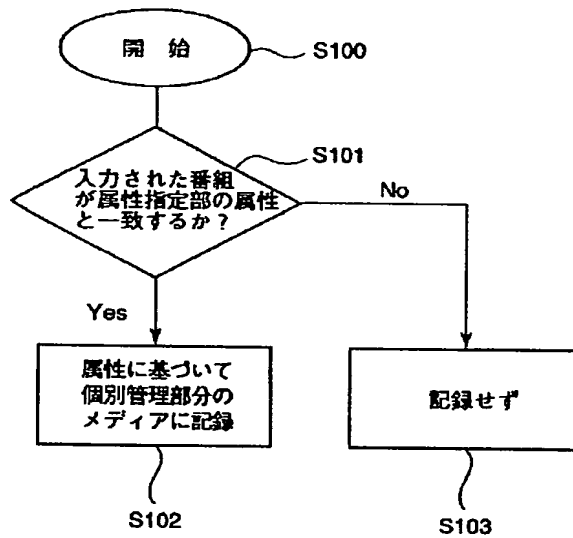 開 始
S100
S101
入力された番組
が属性指定部の属性
と一致するか?
No
Yes
属性に基づいて
個別管理部分の
メディアに記録
記録せず
S102
S103